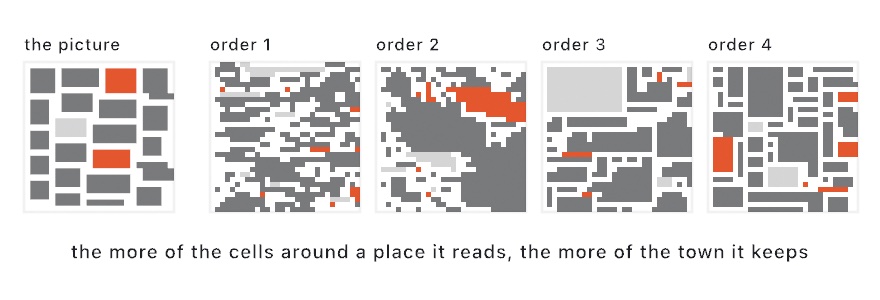 the picture
order 1
order 2
order 3
order 4
the more of the cells around a place it reads, the more of the town it keeps